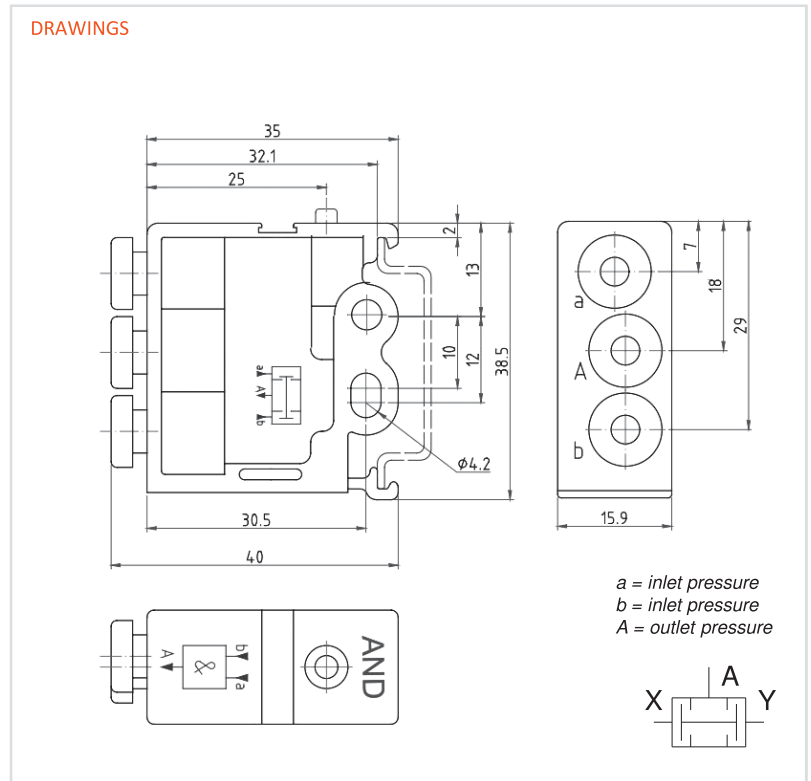 DRAWINGS
35
32.1
25
2
13
10
12
38.5
a
A
b
ϕ4.2
30.5
40
7
18
29
a
A
b
15.9
a = inlet pressure
b = inlet pressure
A = outlet pressure
A
&
b
a
AND
A
X
Y